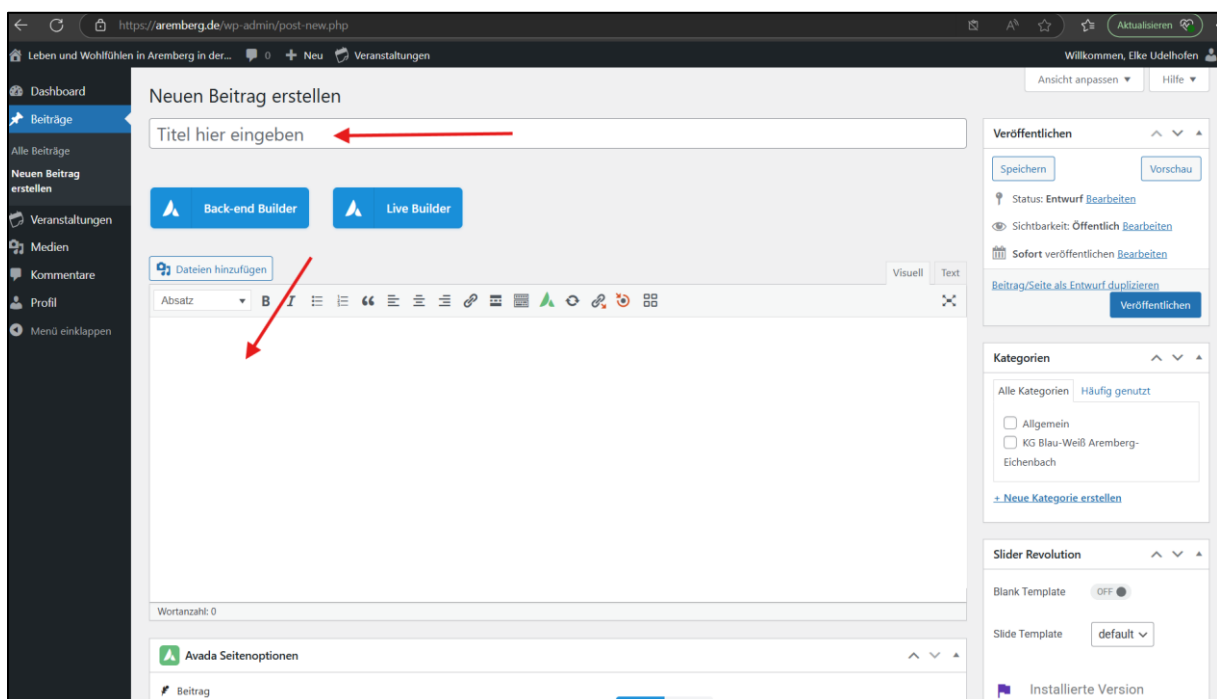 https://aremberg.de/wp-admin/post-new.php
Aktualisieren
Leben und Wohlfühlen in Aremberg in der... 0 Neu Veranstaltungen
Willkommen, Elke Udelhofen
Ansicht anpassen
Hilfe
Dashboard
Beiträge
Alle Beiträge
Neuen Beitrag
erstellen
Veranstaltungen
Medien
Kommentare
Profil
Menü einklappen
Neuen Beitrag erstellen
Titel hier eingeben
Back-end Builder
Live Builder
Dateien hinzufügen
Visuell
Text
Absatz
Wortanzahl: 0
Avada Seitenoptionen
Beitrag
Veröffentlichen
Speichern
Vorschau
Status: Entwurf Bearbeiten
Sichtbarkeit: Öffentlich Bearbeiten
Sofort veröffentlichen Bearbeiten
Beitrag/Seite als Entwurf duplizieren
Veröffentlichen
Kategorien
Alle Kategorien
Häufig genutzt
Allgemein
KG Blau-Weiß Aremberg-
Eichenbach
+ Neue Kategorie erstellen
Slider Revolution
Blank Template OFF
Slide Template default
Installierte Version